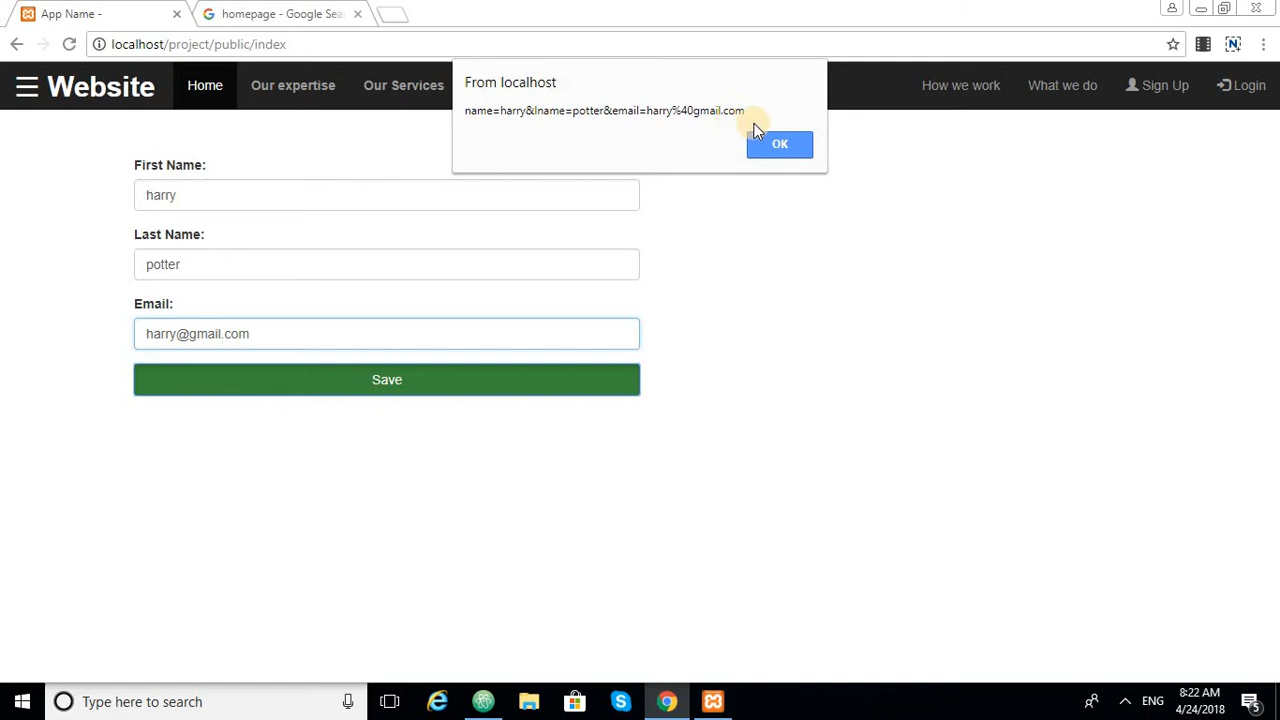 App Name -
homepage - Google Sea
localhost/project/public/index
Website
Home
Our expertise
Our Services
How we work
What we do
Sign Up
Login
From localhost
name=harry&lname=potter&email=harry%40gmail.com
OK
First Name:
harry
Last Name:
potter
Email:
harry@gmail.com
Save
Type here to search
ENG
8:22 AM
4/24/2018
5